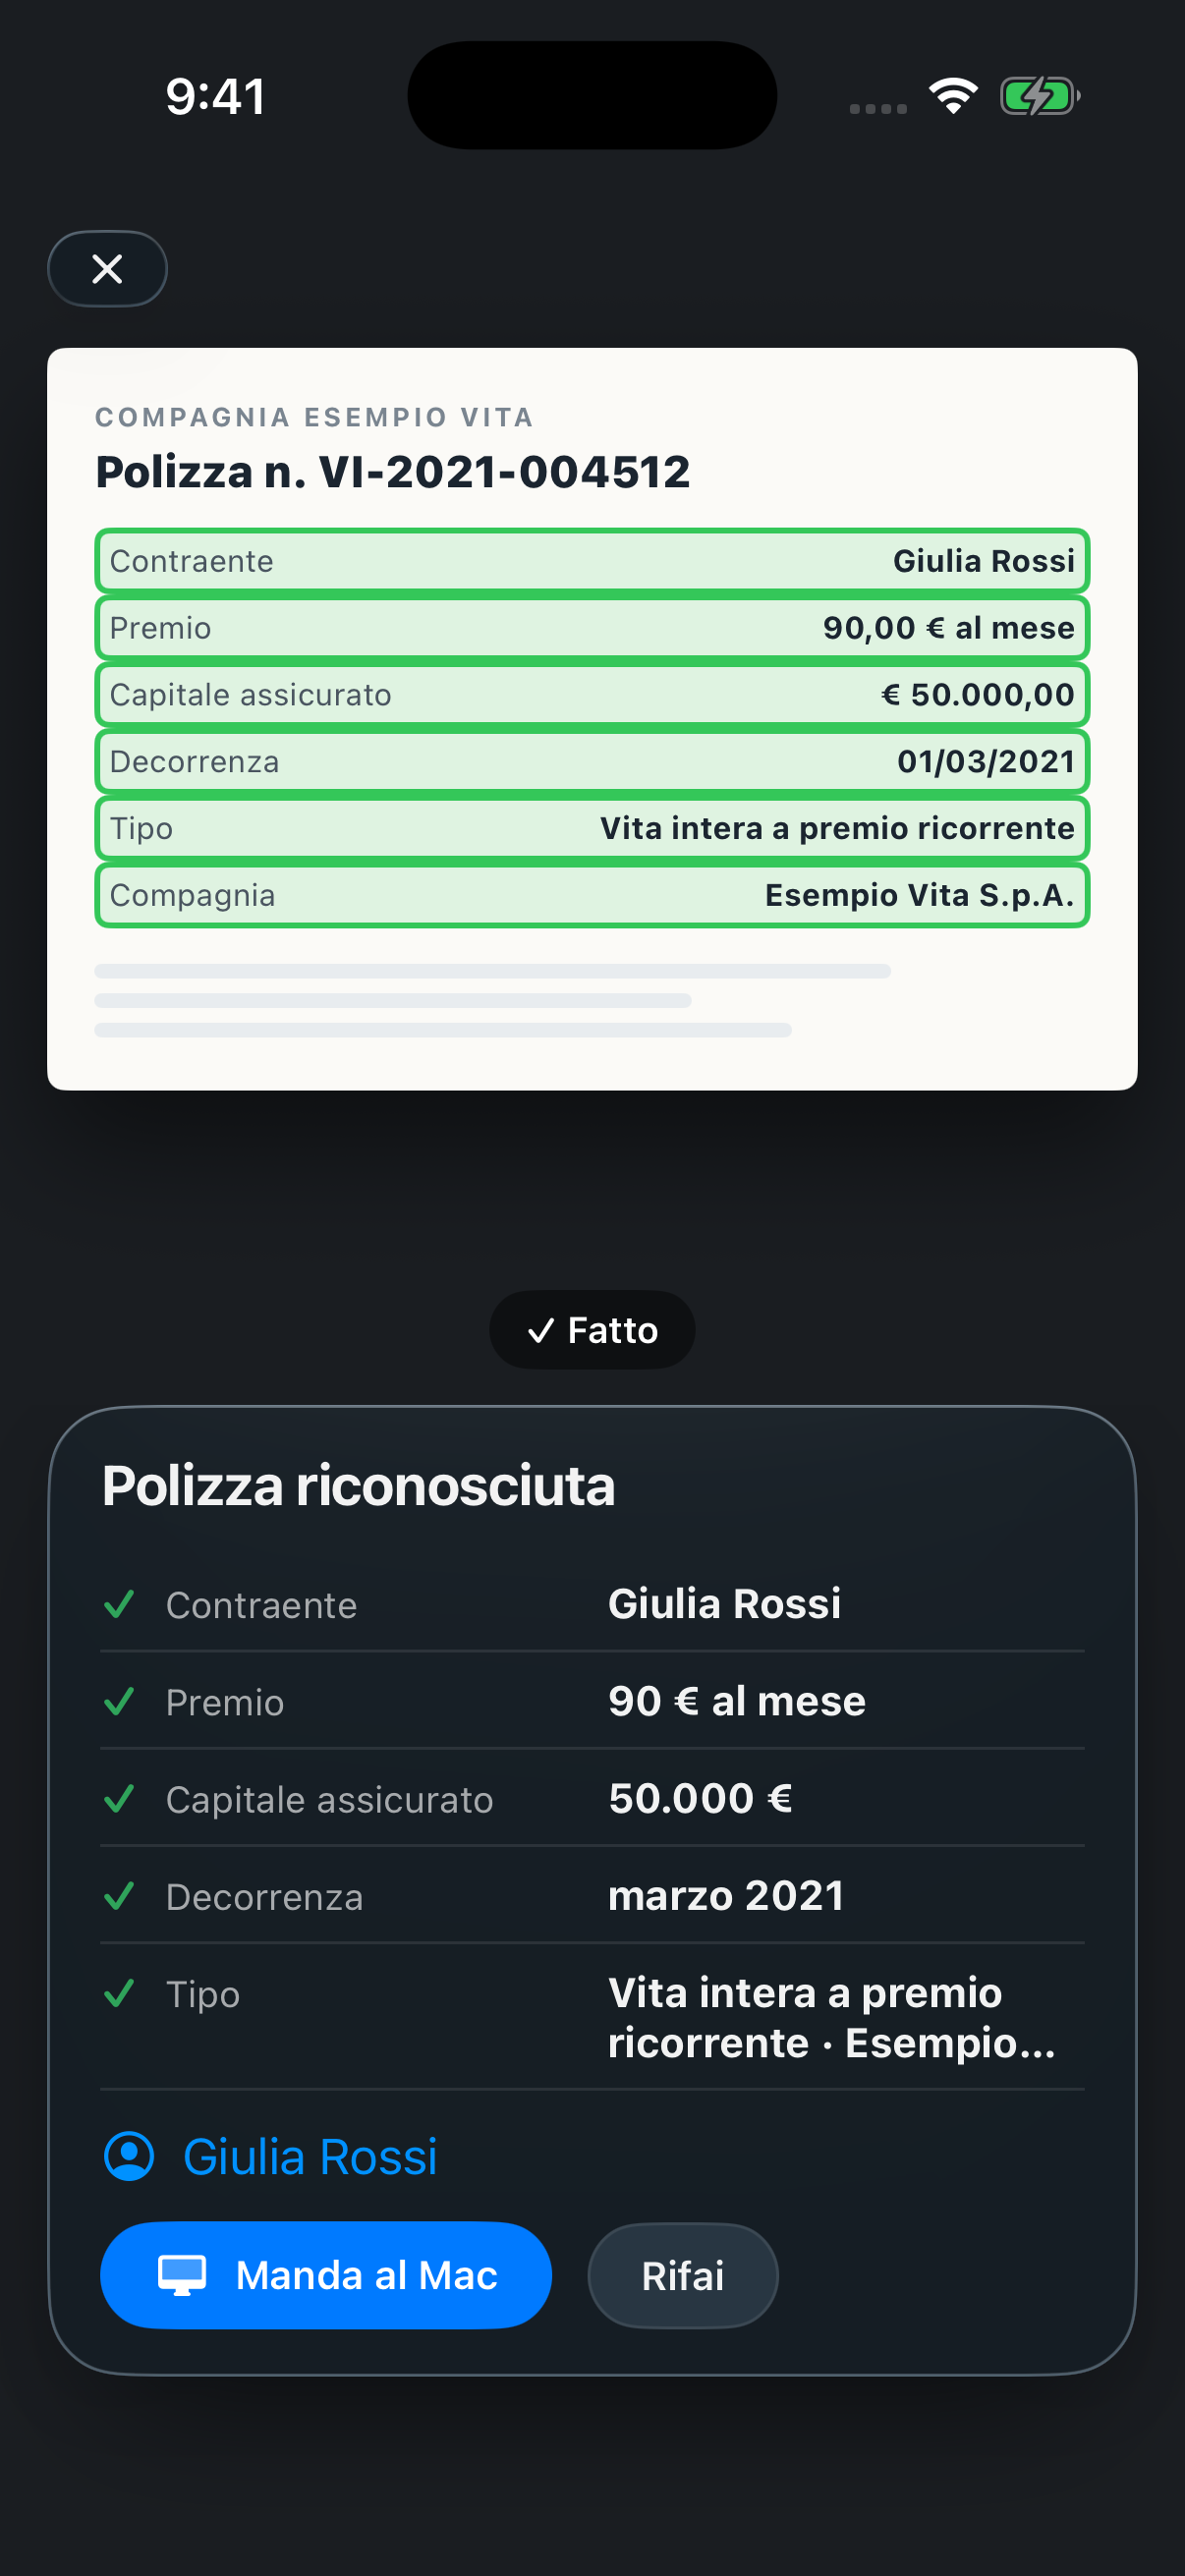 9:41
COMPAGNIA ESEMPIO VITA
Polizza n. VI-2021-004512
Contraente Giulia Rossi
Premio 90,00 € al mese
Capitale assicurato € 50.000,00
Decorrenza 01/03/2021
Tipo Vita intera a premio ricorrente
Compagnia Esempio Vita S.p.A.
✓ Fatto
Polizza riconosciuta
Contraente Giulia Rossi
Premio 90 € al mese
Capitale assicurato 50.000 €
Decorrenza marzo 2021
Tipo Vita intera a premio
ricorrente · Esempio...
Giulia Rossi
Manda al Mac Rifai